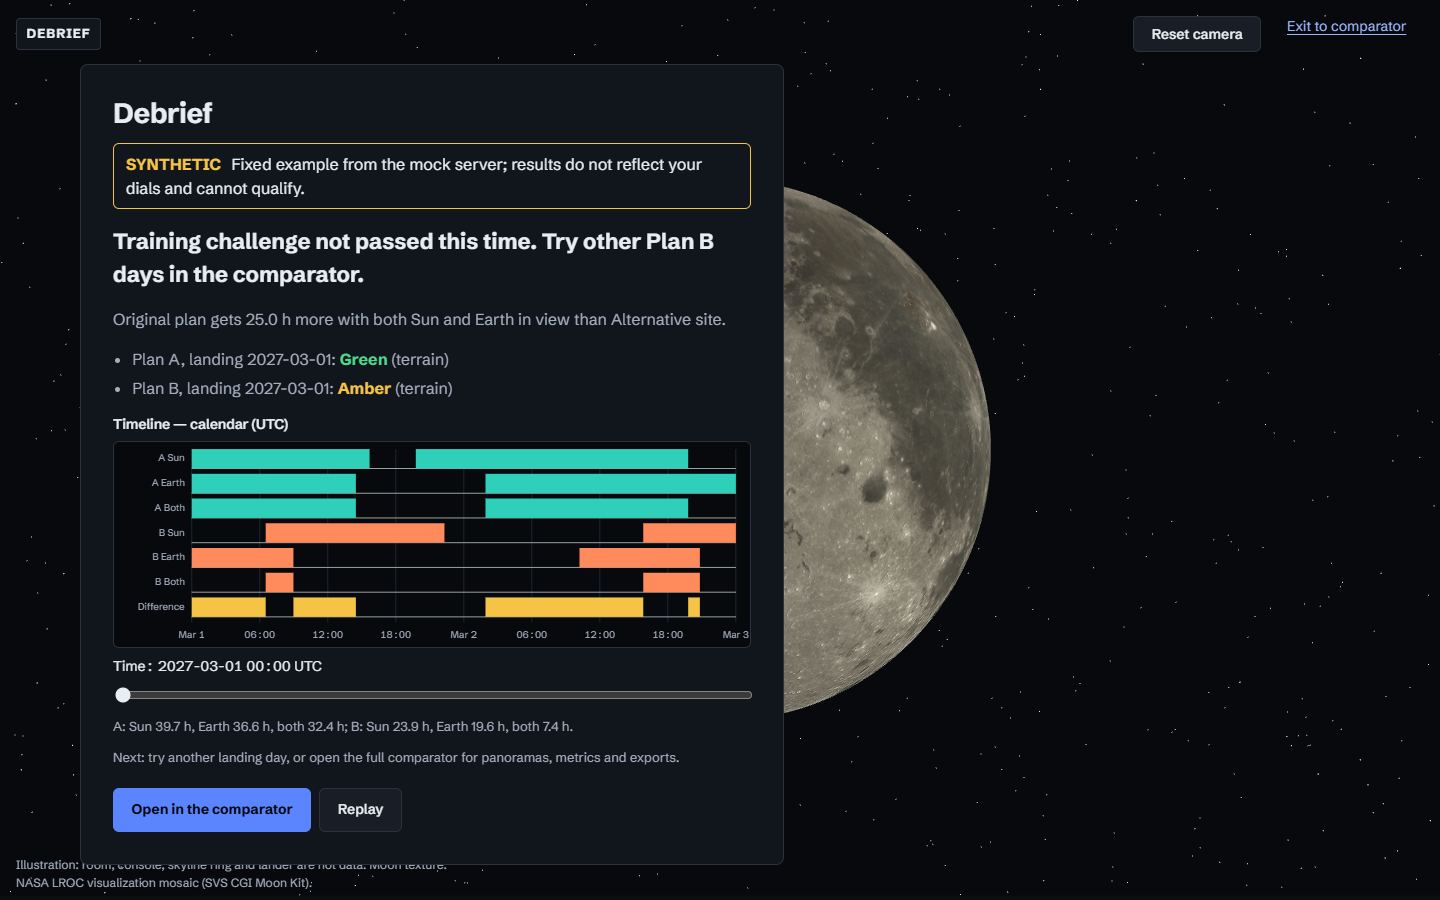 DEBRIEF
Reset camera
Exit to comparator
Debrief
SYNTHETIC Fixed example from the mock server; results do not reflect your
dials and cannot qualify.
Training challenge not passed this time. Try other Plan B
days in the comparator.
Original plan gets 25.0 h more with both Sun and Earth in view than Alternative site.
• Plan A, landing 2027-03-01: Green (terrain)
• Plan B, landing 2027-03-01: Amber (terrain)
Timeline — calendar (UTC)
A Sun
A Earth
A Both
B Sun
B Earth
B Both
Difference
Mar 1 06:00 12:00 18:00 Mar 2 06:00 12:00 18:00 Mar 3
Time: 2027-03-01 00:00 UTC
A: Sun 39.7 h, Earth 36.6 h, both 32.4 h; B: Sun 23.9 h, Earth 19.6 h, both 7.4 h.
Next: try another landing day, or open the full comparator for panoramas, metrics and exports.
Open in the comparator
Replay
Illustration: room, console, skyline ring and lander are not data. Moon texture:
NASA LROC visualization mosaic (SVS CGI Moon Kit).